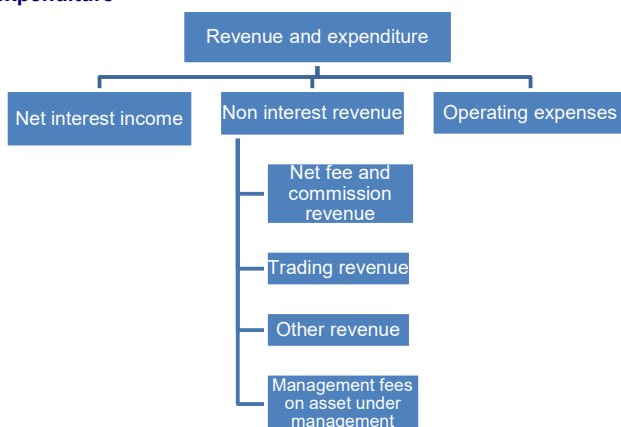 expenditure
Revenue and expenditure
Net interest income
Non interest revenue
Operating expenses
Net fee and
commission
revenue
Trading revenue
Other revenue
Management fees
on asset under
management